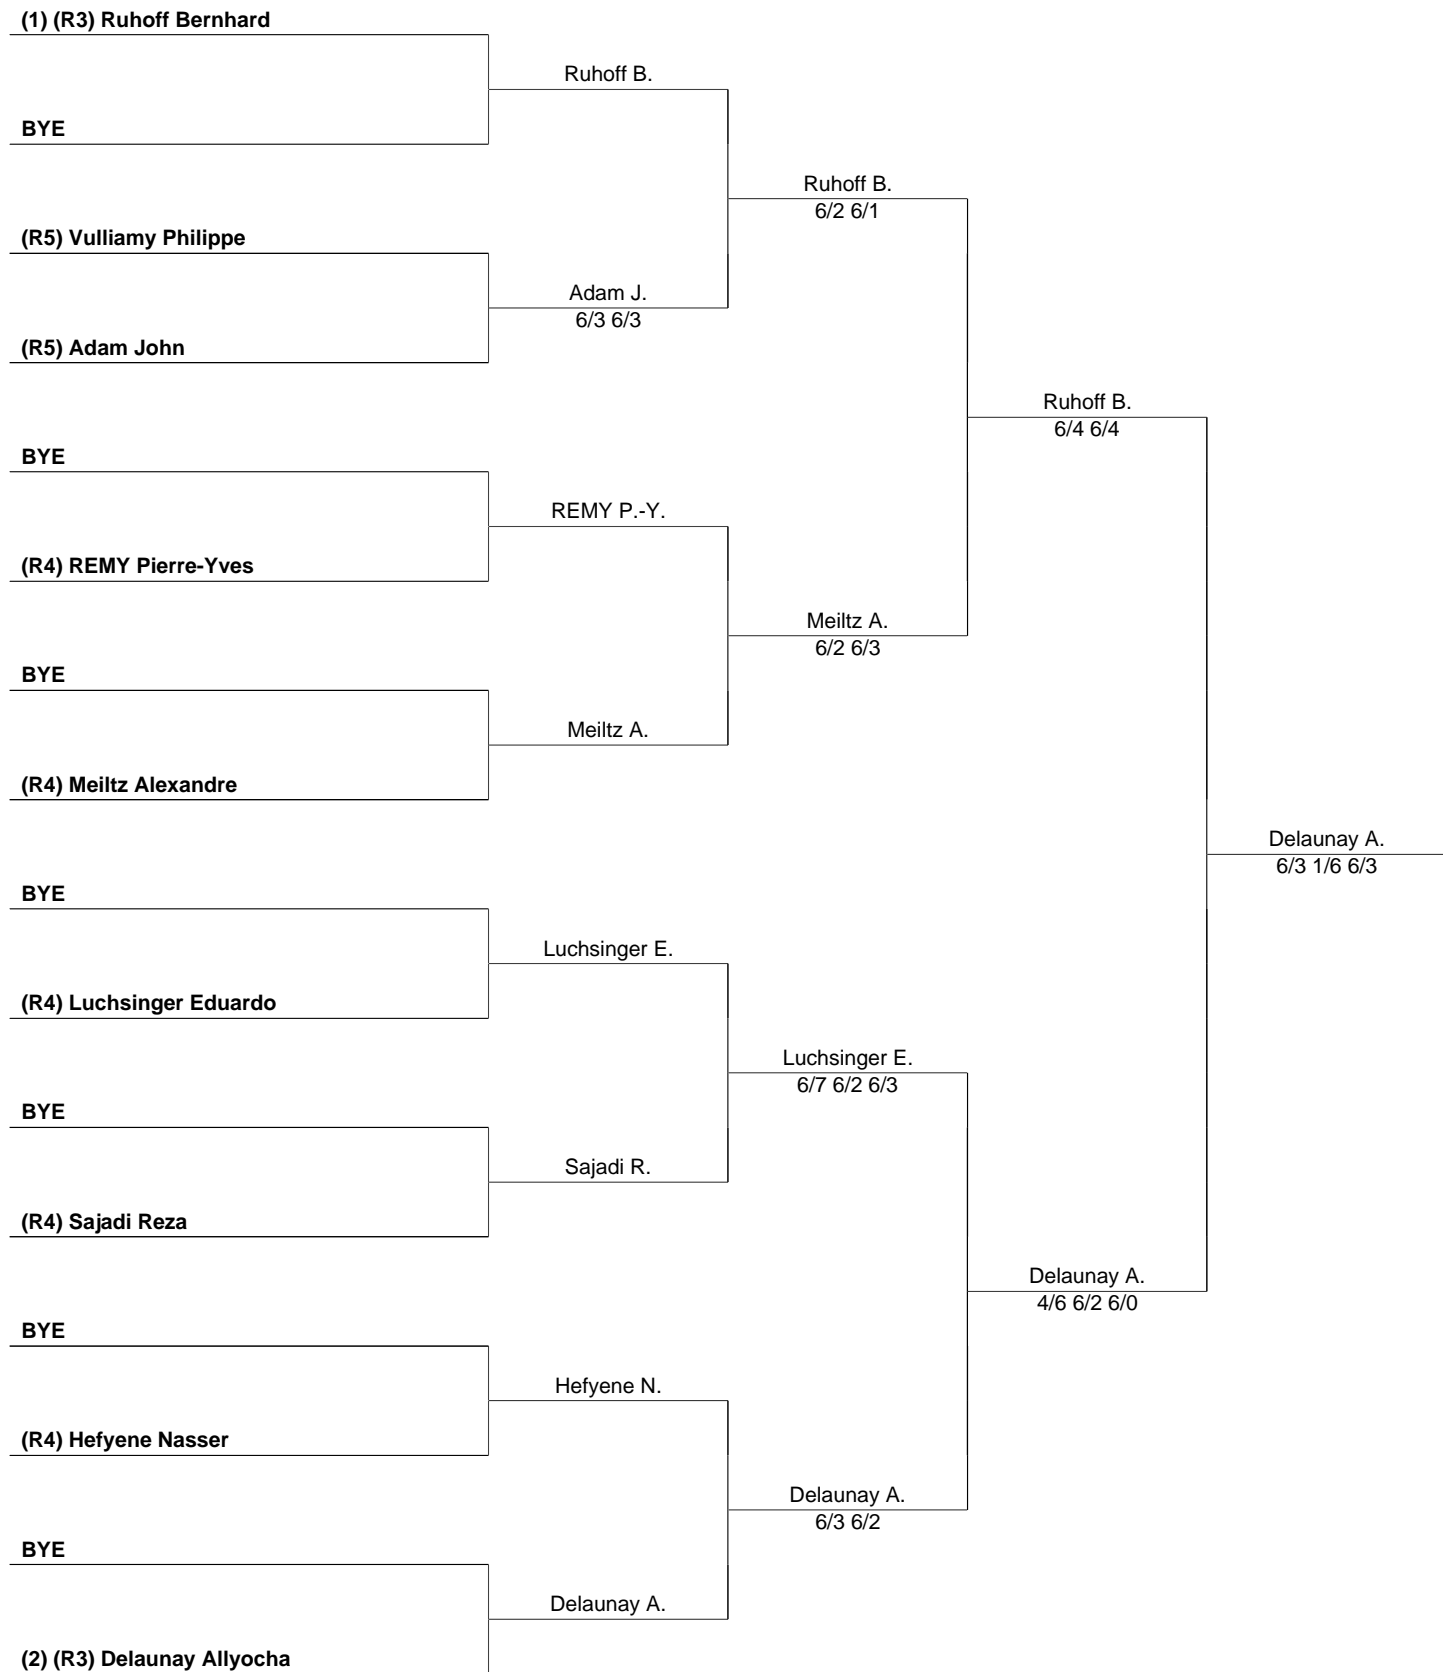 (1) (R3) Ruhoff Bernhard
Ruhoff B.
BYE
Ruhoff B.
6/2 6/1
(R5) Vulliamy Philippe
Adam J.
6/3 6/3
(R5) Adam John
Ruhoff B.
6/4 6/4
BYE
REMY P.-Y.
(R4) REMY Pierre-Yves
Meiltz A.
6/2 6/3
BYE
Meiltz A.
(R4) Meiltz Alexandre
Delaunay A.
6/3 1/6 6/3
BYE
Luchsinger E.
(R4) Luchsinger Eduardo
Luchsinger E.
6/7 6/2 6/3
BYE
Sajadi R.
(R4) Sajadi Reza
Delaunay A.
4/6 6/2 6/0
BYE
Hefyene N.
(R4) Hefyene Nasser
Delaunay A.
6/3 6/2
BYE
Delaunay A.
(2) (R3) Delaunay Allyocha